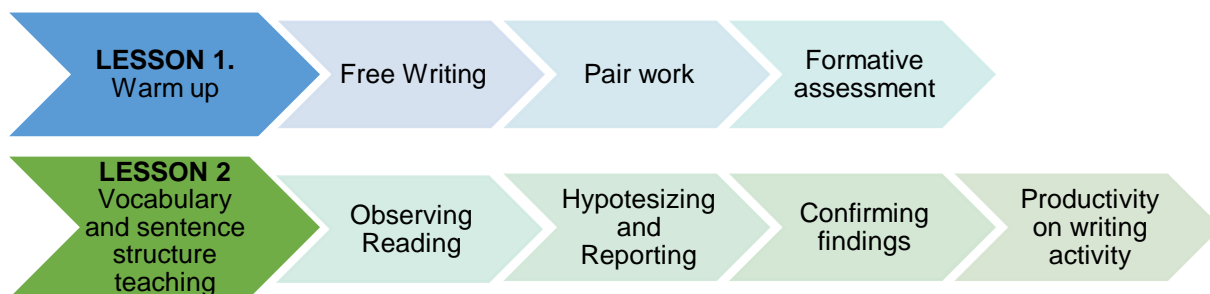 LESSON 1.
Warm up
Free Writing
Pair work
Formative
assessment
LESSON 2
Vocabulary
and sentence
structure
teaching
Observing
Reading
Hypotesizing
and
Reporting
Confirming
findings
Productivity
on writing
activity